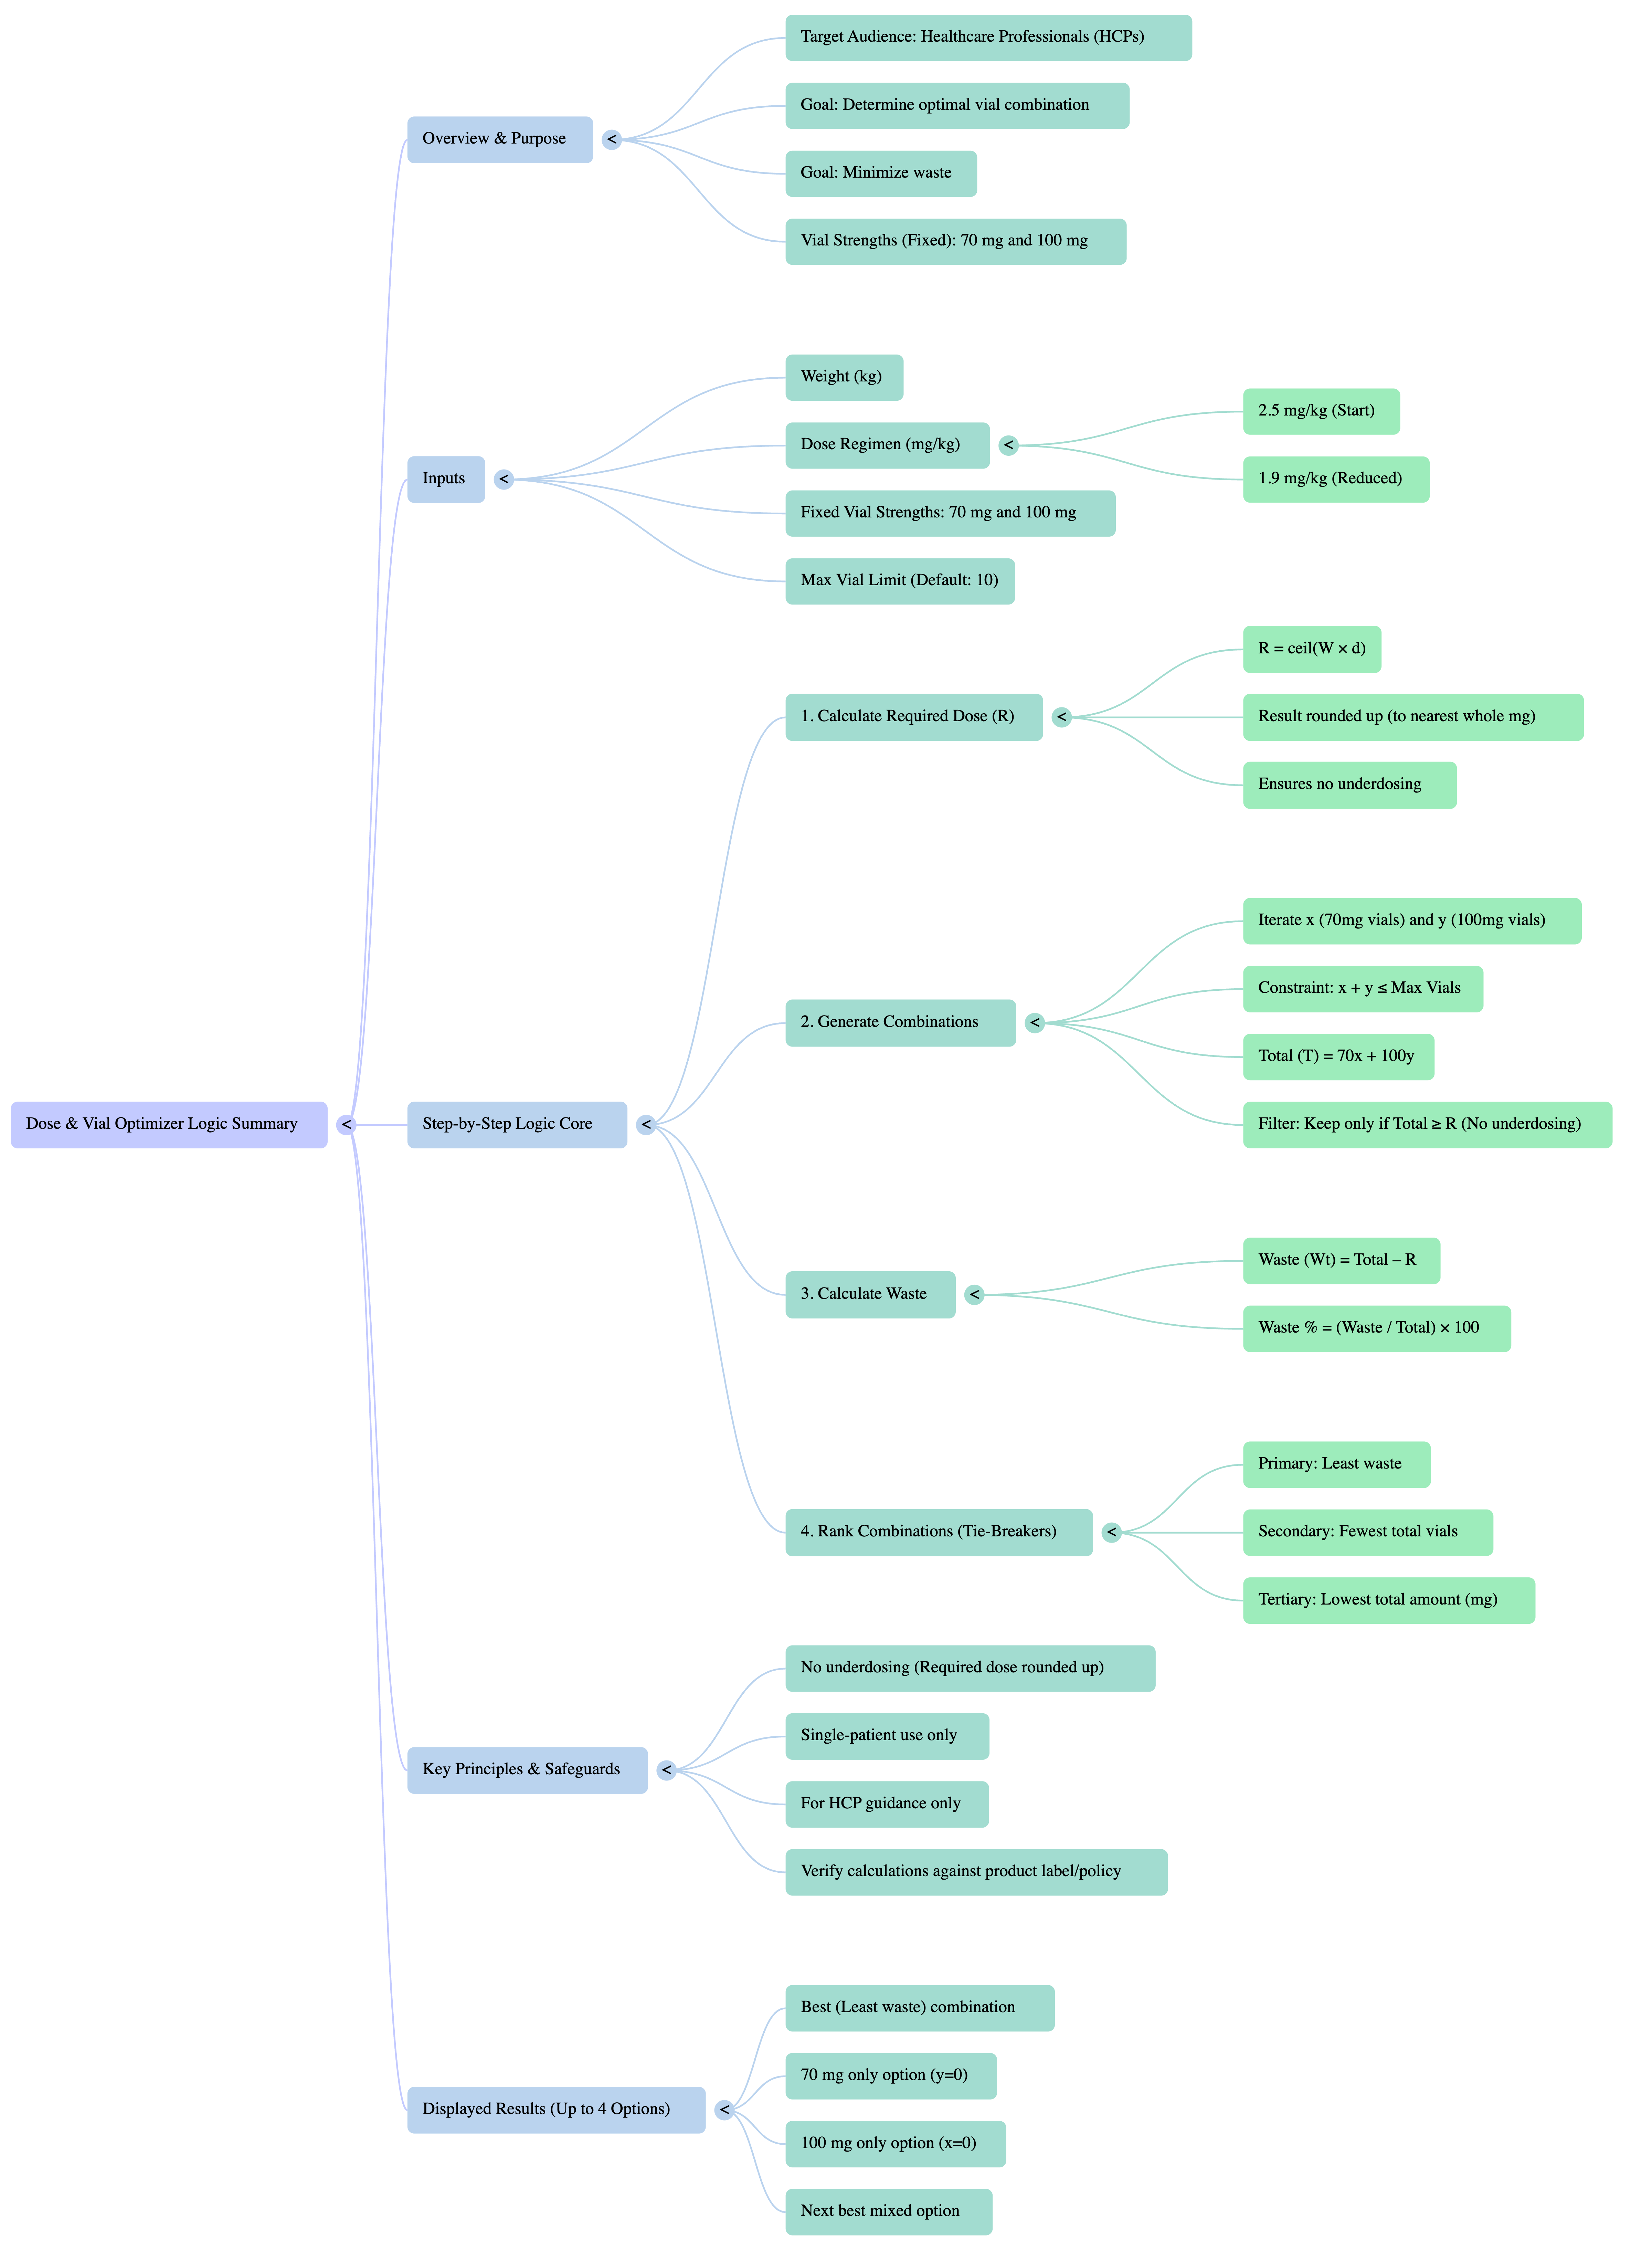 Dose & Vial Optimizer Logic Summary
Overview & Purpose
Target Audience: Healthcare Professionals (HCPs)
Goal: Determine optimal vial combination
Goal: Minimize waste
Vial Strengths (Fixed): 70 mg and 100 mg
Inputs
Weight (kg)
Dose Regimen (mg/kg)
2.5 mg/kg (Start)
1.9 mg/kg (Reduced)
Fixed Vial Strengths: 70 mg and 100 mg
Max Vial Limit (Default: 10)
Step-by-Step Logic Core
1. Calculate Required Dose (R)
R = ceil(W × d)
Result rounded up (to nearest whole mg)
Ensures no underdosing
2. Generate Combinations
Iterate x (70mg vials) and y (100mg vials)
Constraint: x + y ≤ Max Vials
Total (T) = 70x + 100y
Filter: Keep only if Total ≥ R (No underdosing)
3. Calculate Waste
Waste (Wt) = Total – R
Waste % = (Waste / Total) × 100
4. Rank Combinations (Tie-Breakers)
Primary: Least waste
Secondary: Fewest total vials
Tertiary: Lowest total amount (mg)
Key Principles & Safeguards
No underdosing (Required dose rounded up)
Single-patient use only
For HCP guidance only
Verify calculations against product label/policy
Displayed Results (Up to 4 Options)
Best (Least waste) combination
70 mg only option (y=0)
100 mg only option (x=0)
Next best mixed option